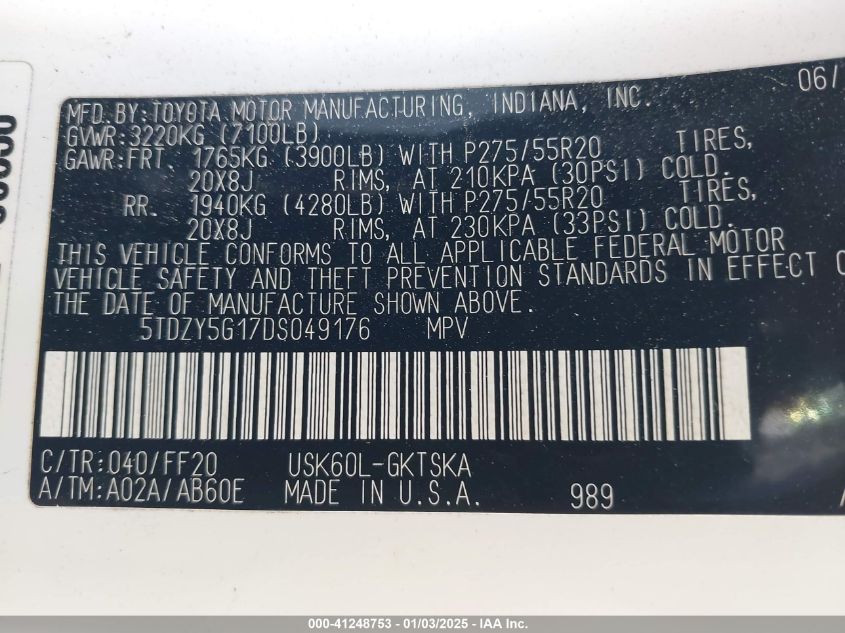 06/
MFD. BY: TOYOTA MOTOR MANUFACTURING, INDIANA, INC.
GVWR: 3220KG (7100LB)
GAWR: FRT. 1765KG (3900LB) WITH P275/55R20 TIRES,
20X8J RIMS, AT 210KPA (30PSI) COLD.
RR. 1940KG (4280LB) WITH P275/55R20 TIRES,
20X8J RIMS, AT 230KPA (33PSI) COLD.
THIS VEHICLE CONFORMS TO ALL APPLICABLE FEDERAL MOTOR
VEHICLE SAFETY AND THEFT PREVENTION STANDARDS IN EFFECT O
THE DATE OF MANUFACTURE SHOWN ABOVE.
5TDZY5G17DS049176 MPV
C/TR: 040/FF20 USK60L-GKTSKA
A/TM: A02A/AB60E MADE IN U.S.A. 989
000-41248753 - 01/03/2025 - IAA Inc.